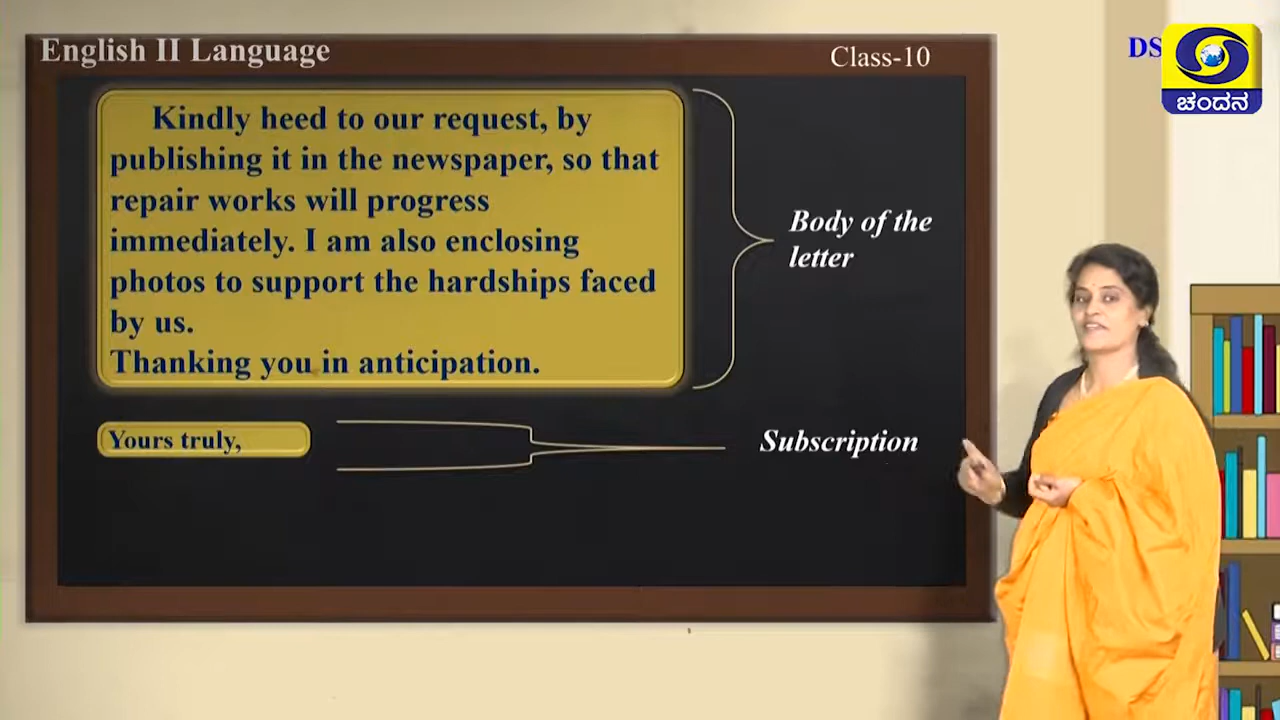 English II Language
Class-10
DS
ಚಂದನ
Kindly heed to our request, by
publishing it in the newspaper, so that
repair works will progress
immediately. I am also enclosing
photos to support the hardships faced
by us.
Thanking you in anticipation.
Body of the
letter
Yours truly,
Subscription